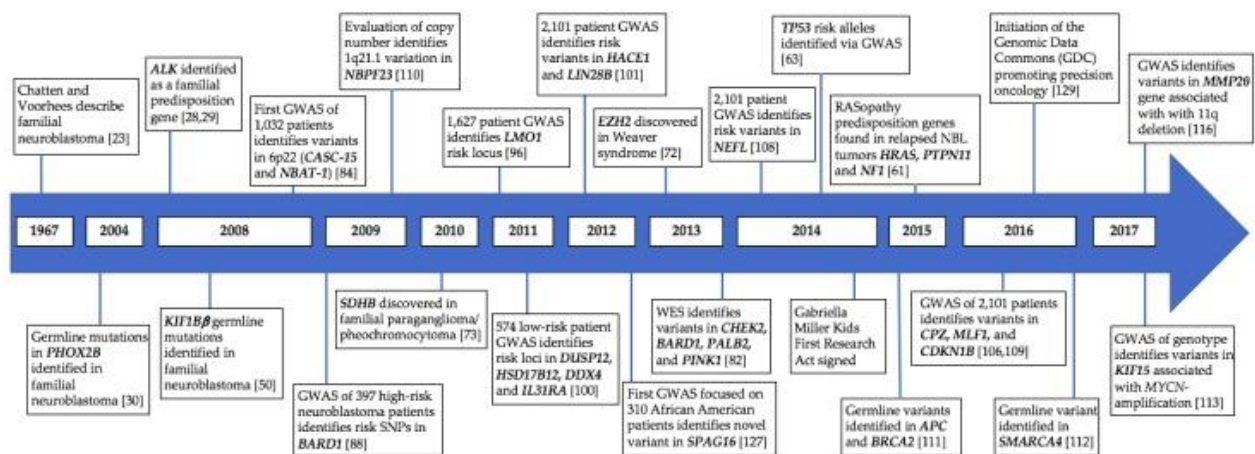 Chatten and
Voorhees describe
familial
neuroblastoma [23]
ALK identified
as a familial
predisposition
gene [28,29]
First GWAS of
1,032 patients
identifies variants
in 6p22 (CASC-15
and NBAT-1) [84]
Evaluation of copy
number identifies
1q21.1 variation in
NBPF23 [110]
1,627 patient GWAS
identifies LMO1
risk locus [96]
2,101 patient GWAS
identifies risk
variants in HACE1
and LIN28B [101]
EZH2 discovered
in Weaver
syndrome [72]
2,101 patient
GWAS identifies
risk variants in
NEFL [108]
TP53 risk alleles
identified via GWAS
[63]
RASopathy
predisposition genes
found in relapsed NBL
tumors HRAS, PTPN11
and NF1 [61]
Initiation of the
Genomic Data
Commons (GDC)
promoting precision
oncology [129]
GWAS identifies
variants in MMP20
gene associated
with with 11q
deletion [116]
1967
2004
2008
2009
2010
2011
2012
2013
2014
2015
2016
2017
Germline mutations
in PHOX2B
identified in
familial
neuroblastoma [30]
KIF1Bβ germline
mutations
identified in
familial
neuroblastoma [50]
GWAS of 397 high-risk
neuroblastoma patients
identifies risk SNPs in
BARD1 [88]
SDHB discovered in
familial paraganglioma/
pheochromocytoma [73]
574 low-risk patient
GWAS identifies
risk loci in DUSP12,
HSD17B12, DDX4
and IL31RA [100]
First GWAS focused on
310 African American
patients identifies novel
variant in SPAG16 [127]
WES identifies
variants in CHEK2,
BARD1, PALB2,
and PINK1 [82]
Gabriella
Miller Kids
First Research
Act signed
Germline variants
identified in APC
and BRCA2 [111]
GWAS of 2,101 patients
identifies variants in
CPZ, MLF1, and
CDKN1B [106,109]
Germline variant
identified in
SMARCA4 [112]
GWAS of genotype
identifies variants in
KIF15 associated
with MYCN-
amplification [113]